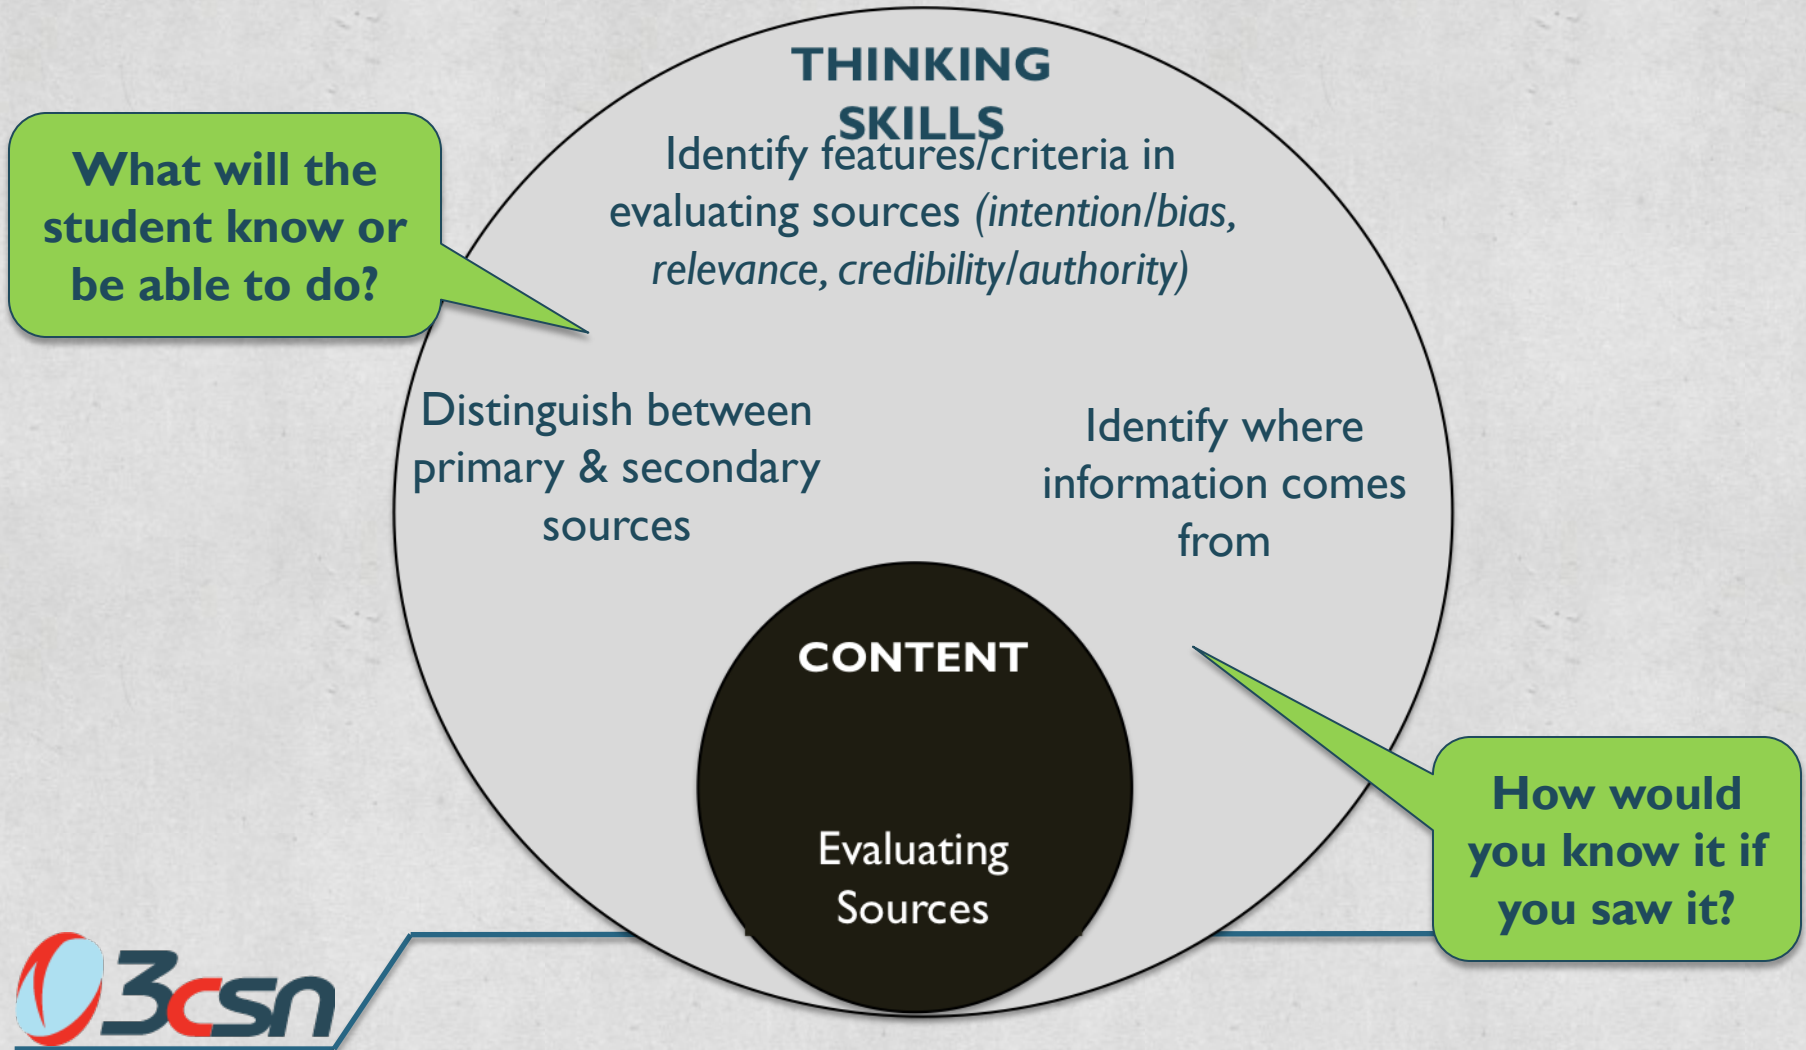 THINKING
SKILLS
Identify features/criteria in
evaluating sources (intention/bias,
relevance, credibility/authority)
What will the
student know or
be able to do?
Distinguish between
primary & secondary
sources
Identify where
information comes
from
CONTENT
Evaluating
Sources
How would
you know it if
you saw it?
3csn